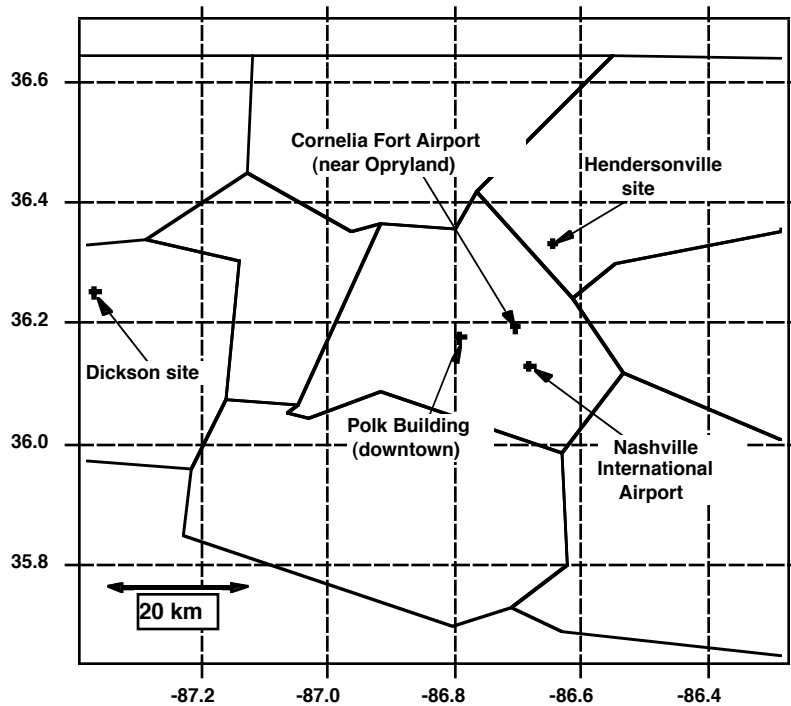 36.6
36.4
36.2
36.0
35.8
Cornelia Fort Airport
(near Opryland)
Hendersonville
site
Dickson site
Polk Building
(downtown)
Nashville
International
Airport
20 km
-87.2
-87.0
-86.8
-86.6
-86.4